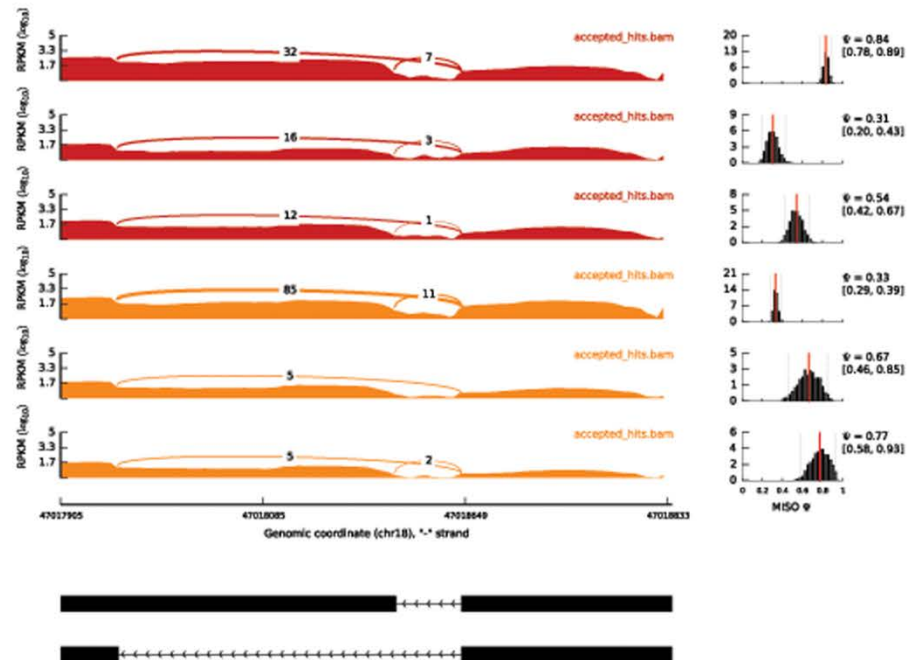 RPKM (log10)
5
3.3
1.7
32
7
accepted_hits.bam
20
13
6
0
Ψ = 0.84
[0.78, 0.89]
RPKM (log10)
5
3.3
1.7
16
3
accepted_hits.bam
9
6
3
0
Ψ = 0.31
[0.20, 0.43]
RPKM (log10)
5
3.3
1.7
12
1
accepted_hits.bam
8
5
2
0
Ψ = 0.54
[0.42, 0.67]
RPKM (log10)
5
3.3
1.7
85
11
accepted_hits.bam
21
14
7
0
Ψ = 0.33
[0.29, 0.39]
RPKM (log10)
5
3.3
1.7
5
accepted_hits.bam
5
3
1
0
Ψ = 0.67
[0.46, 0.85]
RPKM (log10)
5
3.3
1.7
5
2
accepted_hits.bam
6
4
2
0
Ψ = 0.77
[0.58, 0.93]
0 0.2 0.4 0.6 0.8 1
MISO Ψ
47017905 47018085 47018649 47018833
Genomic coordinate (chr18), "-" strand